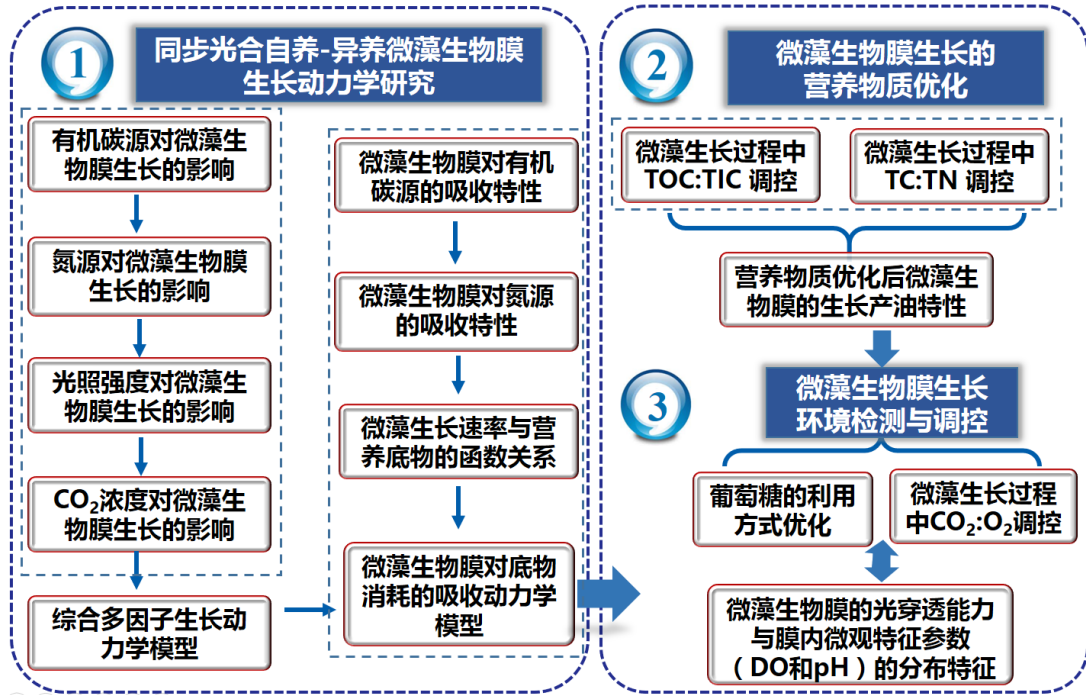 1
同步光合自养-异养微藻生物膜
生长动力学研究
有机碳源对微藻生
物膜生长的影响
氮源对微藻生物膜
生长的影响
光照强度对微藻生
物膜生长的影响
CO₂浓度对微藻生
物膜生长的影响
综合多因子生长动
力学模型
微藻生物膜对有机
碳源的吸收特性
微藻生物膜对氮源
的吸收特性
微藻生长速率与营
养底物的函数关系
微藻生物膜对底物
消耗的吸收动力学
模型
2
微藻生物膜生长的
营养物质优化
微藻生长过程中
TOC:TIC 调控
微藻生长过程中
TC:TN 调控
营养物质优化后微藻生
物膜的生长产油特性
3
微藻生物膜生长
环境检测与调控
葡萄糖的利用
方式优化
微藻生长过程
中CO₂:O₂调控
微藻生物膜的光穿透能力
与膜内微观特征参数
（DO和pH）的分布特征